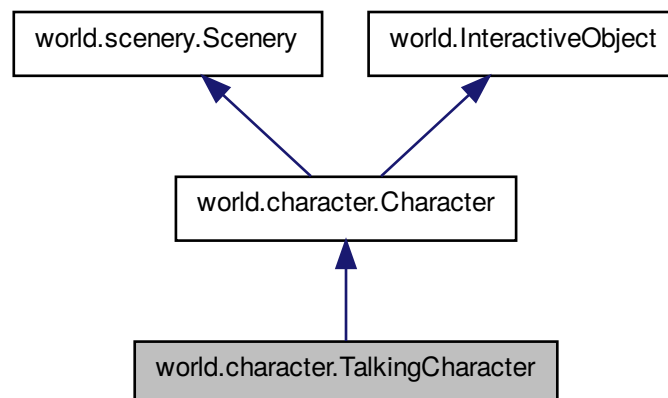 world.scenery.Scenery
world.InteractiveObject
world.character.Character
world.character.TalkingCharacter